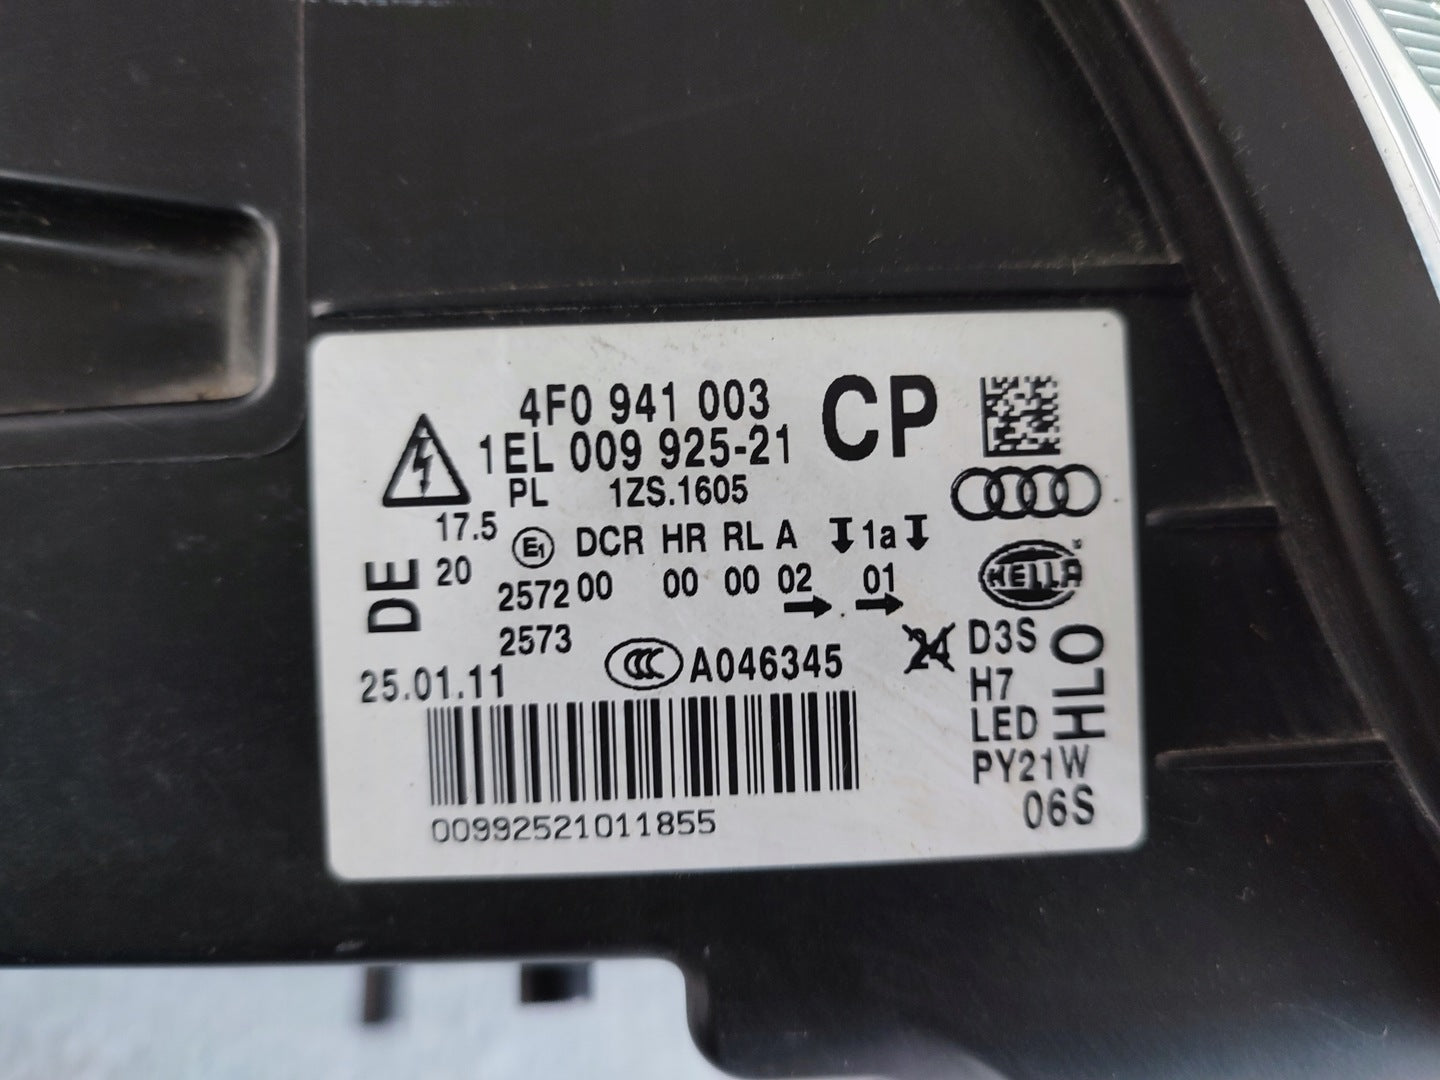 4F0 941 003 CP
1EL 009 925-21
PL 1ZS.1605
17.5 E1 DCR HR RL A 1a
DE 20 2572 00 00 00 02 01
HELLA
2573
CCC A046345 24 D3S
25.01.11 H7
LED HLO
PY21W
06S
00992521011855